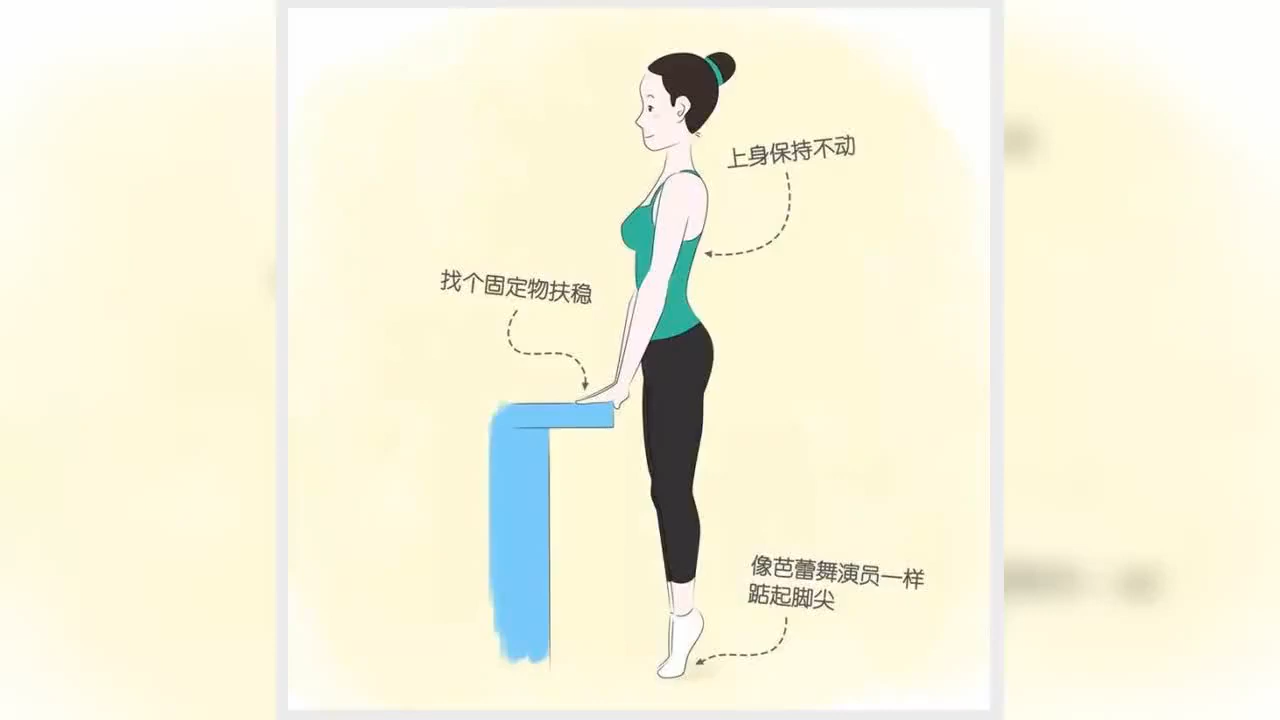 上身保持不动
找个固定物扶稳
像芭蕾舞演员一样
踮起脚尖